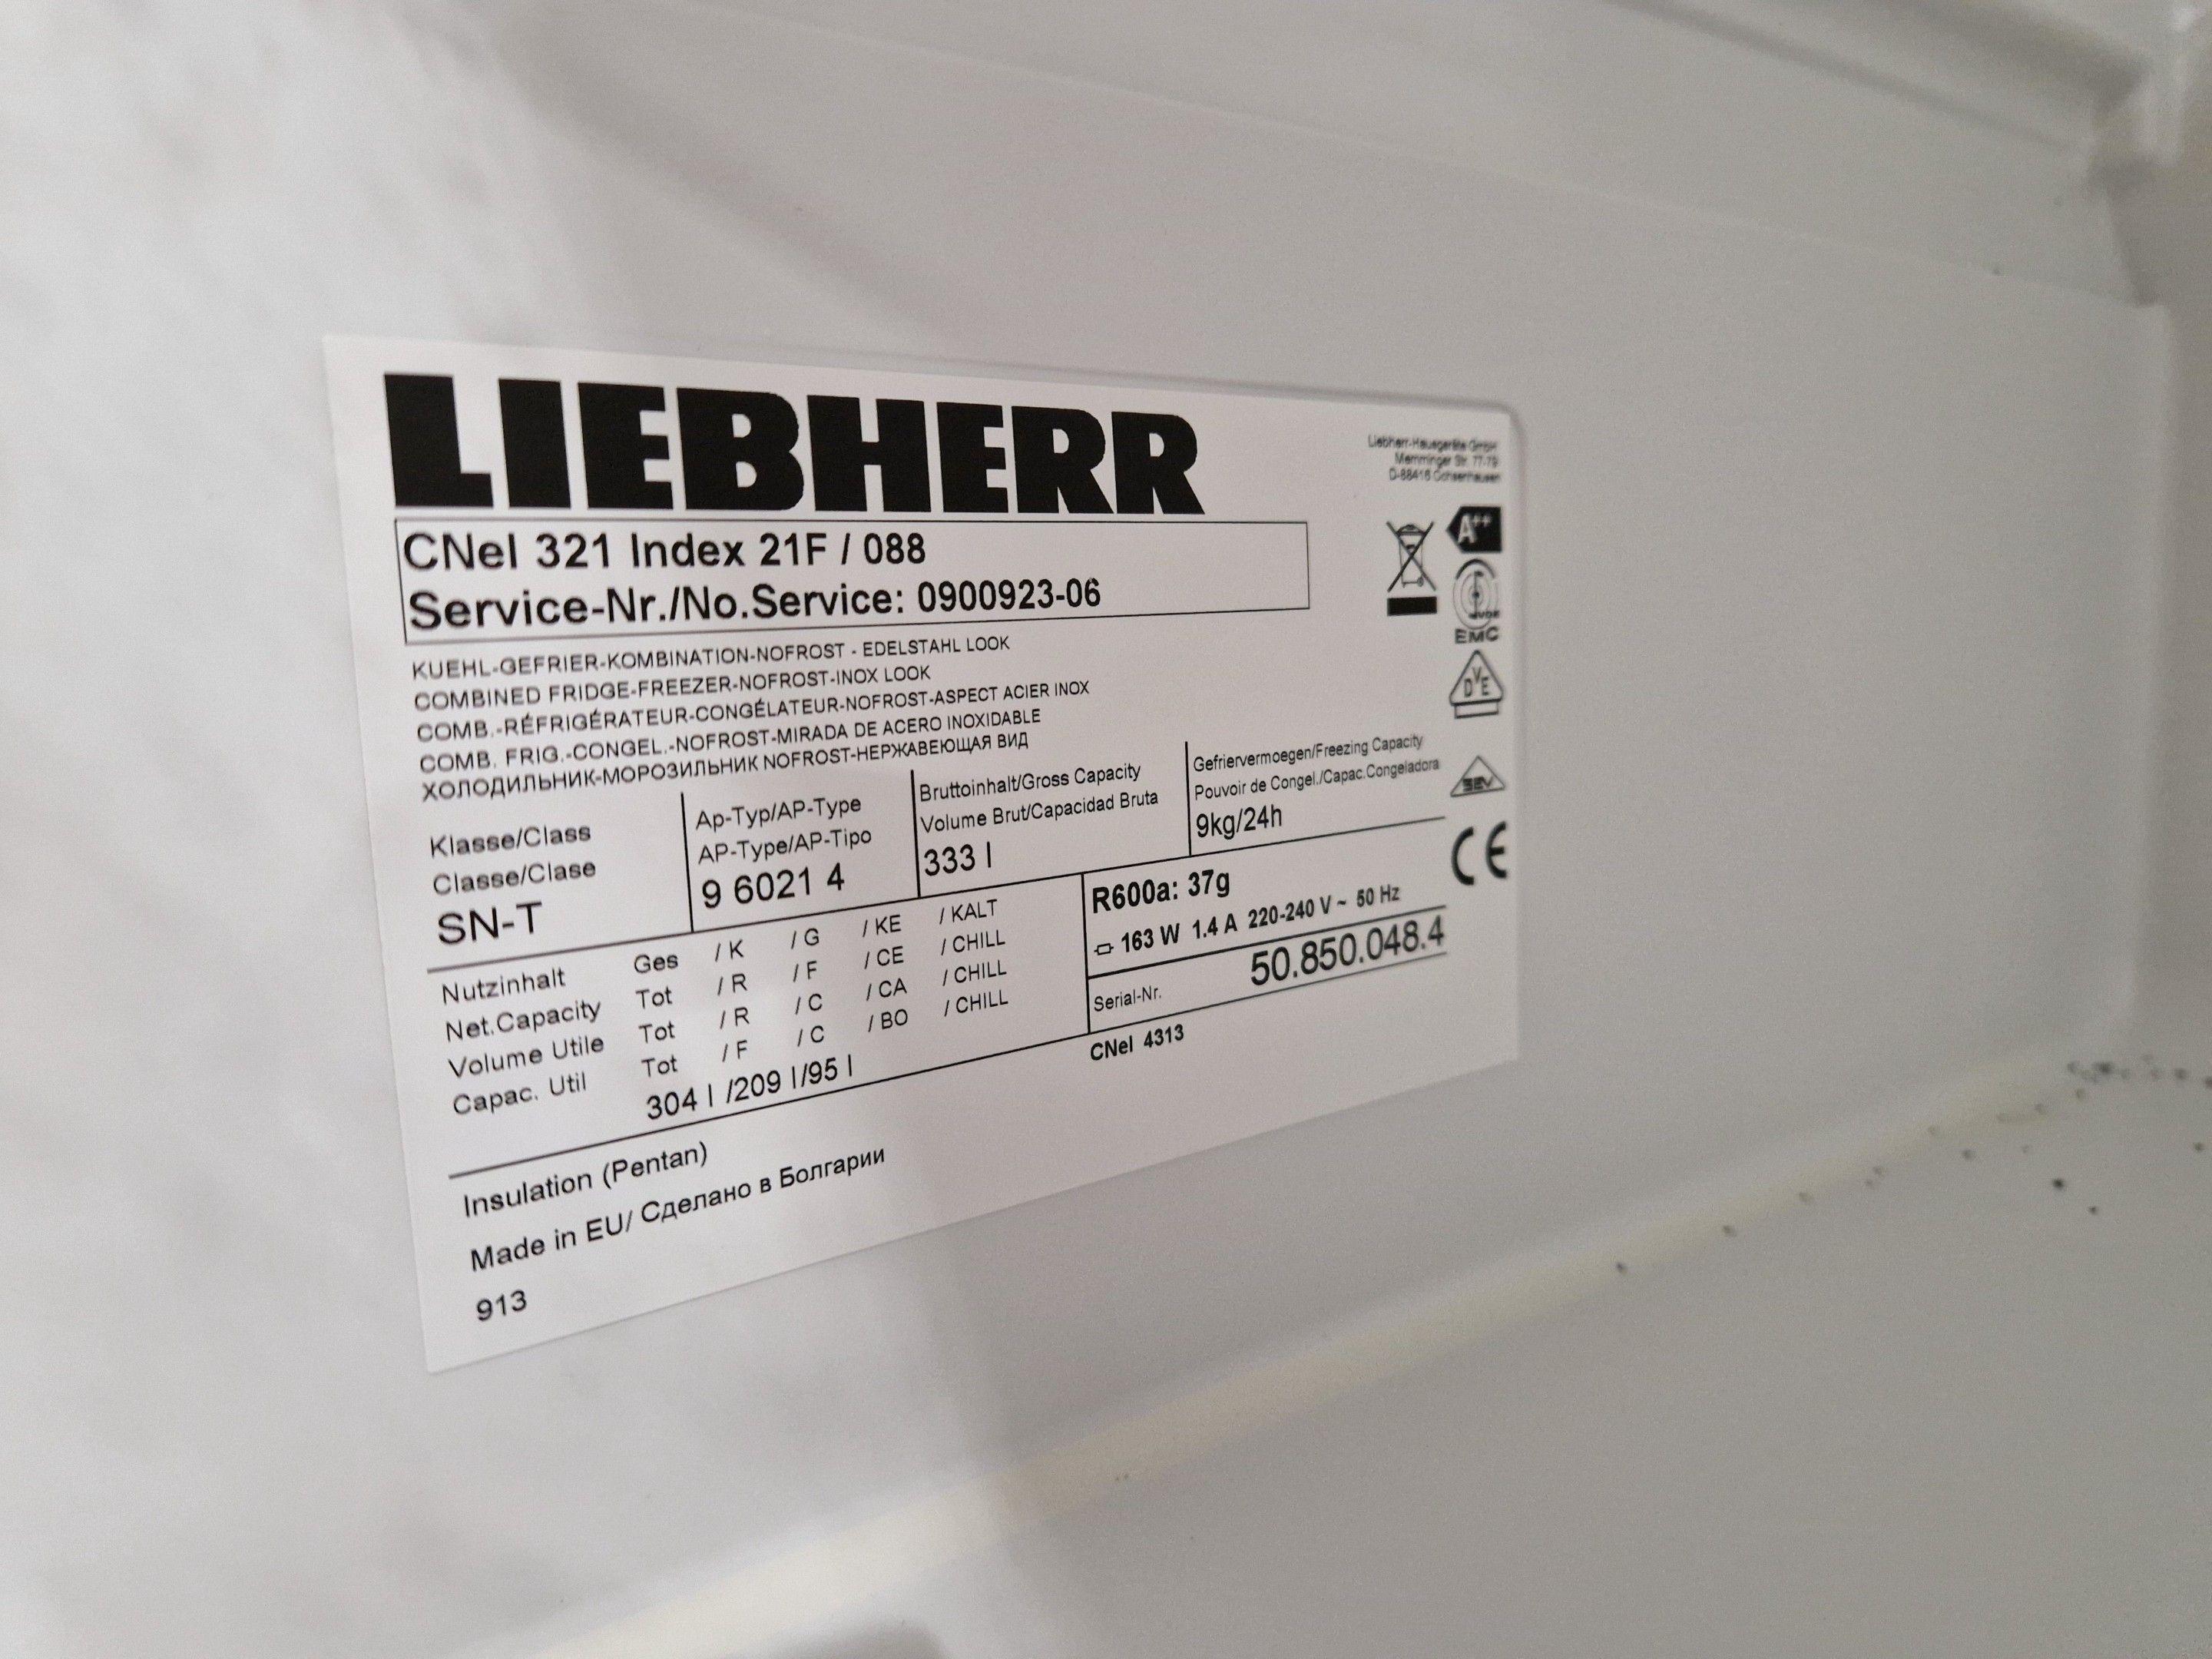 LIEBHERR
Liebherr-Hausgeräte GmbH
Memminger Str. 77-79
D-88416 Ochsenhausen
CNel 321 Index 21F / 088
Service-Nr./No.Service: 0900923-06
A++
VDE
EMC
KUEHL-GEFRIER-KOMBINATION-NOFROST - EDELSTAHL LOOK
COMBINED FRIDGE-FREEZER-NOFROST-INOX LOOK
COMB.-RÉFRIGÉRATEUR-CONGÉLATEUR-NOFROST-ASPECT ACIER INOX
COMB. FRIG.-CONGEL.-NOFROST-MIRADA DE ACERO INOXIDABLE
ХОЛОДИЛЬНИК-МОРОЗИЛЬНИК NOFROST-НЕРЖАВЕЮЩАЯ ВИД
DVE
SEV
CE
Klasse/Class
Classe/Clase
SN-T
Ap-Typ/AP-Type
AP-Type/AP-Tipo
9 6021 4
Bruttoinhalt/Gross Capacity
Volume Brut/Capacidad Bruta
333 l
Gefriervermoegen/Freezing Capacity
Pouvoir de Congel./Capac.Congeladora
9kg/24h
Nutzinhalt Ges / K / G / KE / KALT
Net.Capacity Tot / R / F / CE / CHILL
Volume Utile Tot / R / C / CA / CHILL
Capac. Util Tot / F / C / BO / CHILL
304 l /209 l/95 l
R600a: 37g
163 W 1.4 A 220-240 V ~ 50 Hz
Serial-Nr. 50.850.048.4
CNel 4313
Insulation (Pentan)
Made in EU/ Сделано в Болгарии
913